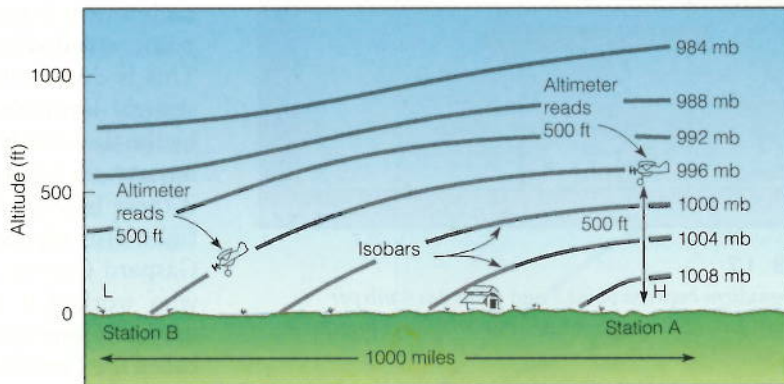 984 mb
1000
Altimeter
reads
500 ft
988 mb
992 mb
Altitude (ft)
996 mb
500
Altimeter
reads
500 ft
1000 mb
500 ft
Isobars
1004 mb
1008 mb
L
H
0
Station B
Station A
1000 miles